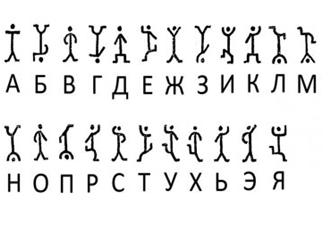 А Б В Г Д Е Ж З И К Л М
Н О П Р С Т У Х Ь Э Я